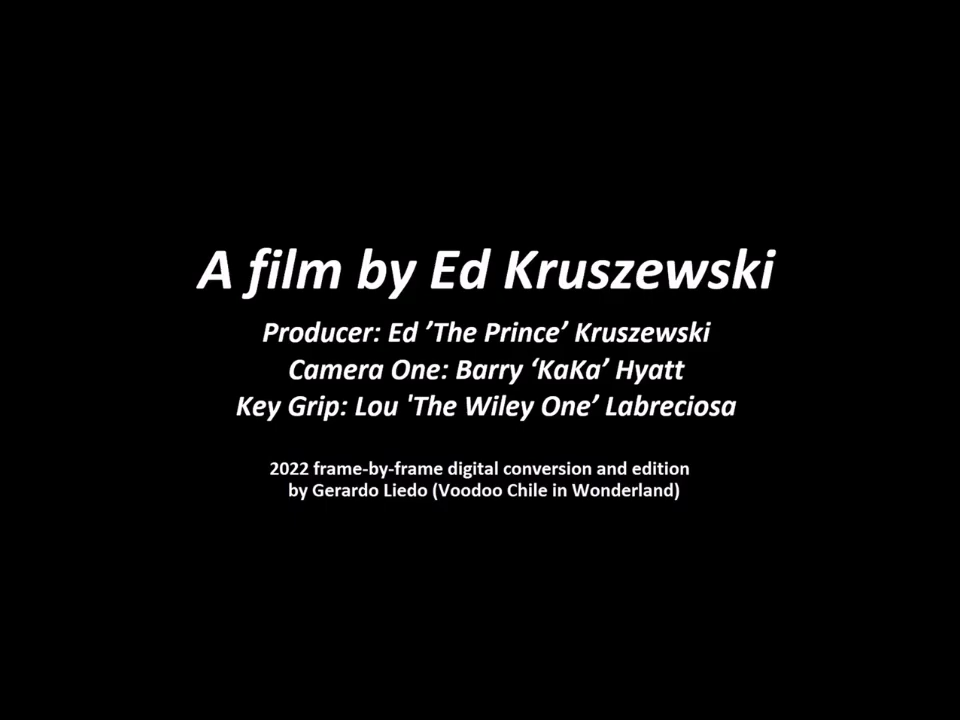 A film by Ed Kruszewski
Producer: Ed ’The Prince’ Kruszewski
Camera One: Barry ‘KaKa’ Hyatt
Key Grip: Lou 'The Wiley One’ Labreciosa
2022 frame-by-frame digital conversion and edition
by Gerardo Liedo (Voodoo Chile in Wonderland)